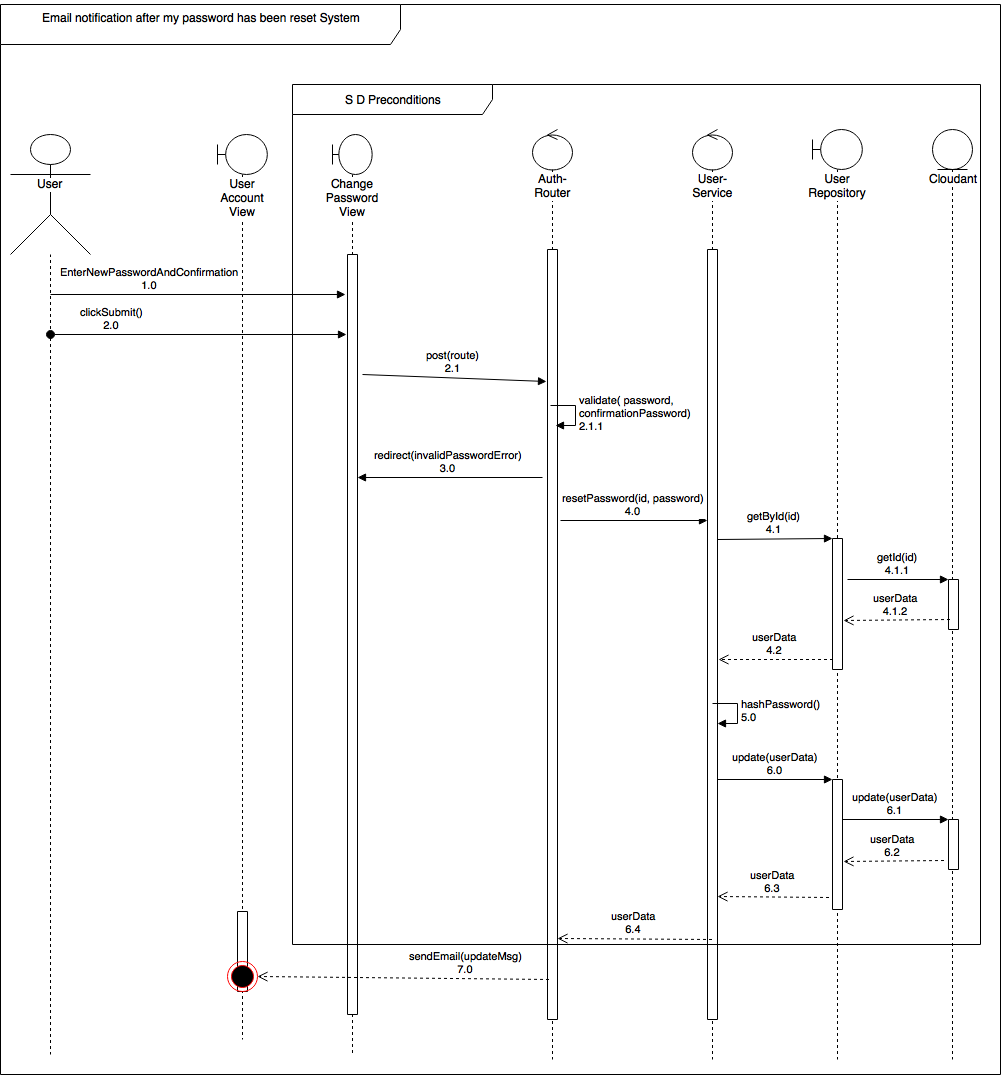 Email notification after my password has been reset System
S D Preconditions
User
User
Account
View
Change
Password
View
Auth-
Router
User-
Service
User
Repository
Cloudant
EnterNewPasswordAndConfirmation
1.0
clickSubmit()
2.0
post(route)
2.1
validate( password,
confirmationPassword)
2.1.1
redirect(invalidPasswordError)
3.0
resetPassword(id, password)
4.0
getById(id)
4.1
getId(id)
4.1.1
userData
4.1.2
userData
4.2
hashPassword()
5.0
update(userData)
6.0
update(userData)
6.1
userData
6.2
userData
6.3
userData
6.4
sendEmail(updateMsg)
7.0